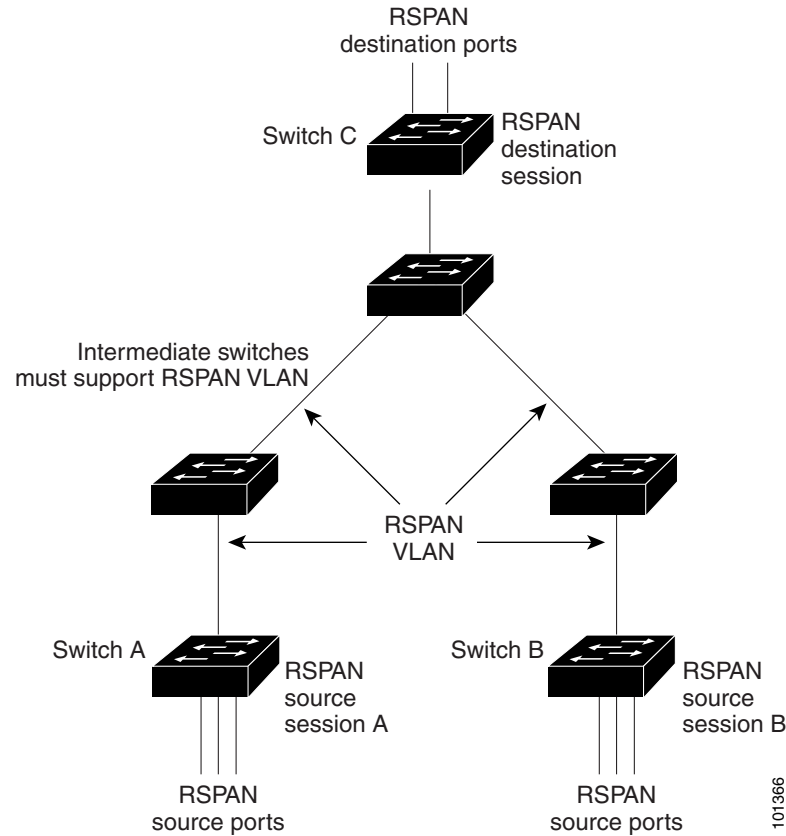 RSPAN
destination ports
Switch C
RSPAN
destination
session
Intermediate switches
must support RSPAN VLAN
RSPAN
VLAN
Switch A
RSPAN
source
session A
Switch B
RSPAN
source
session B
RSPAN
source ports
RSPAN
source ports
101366